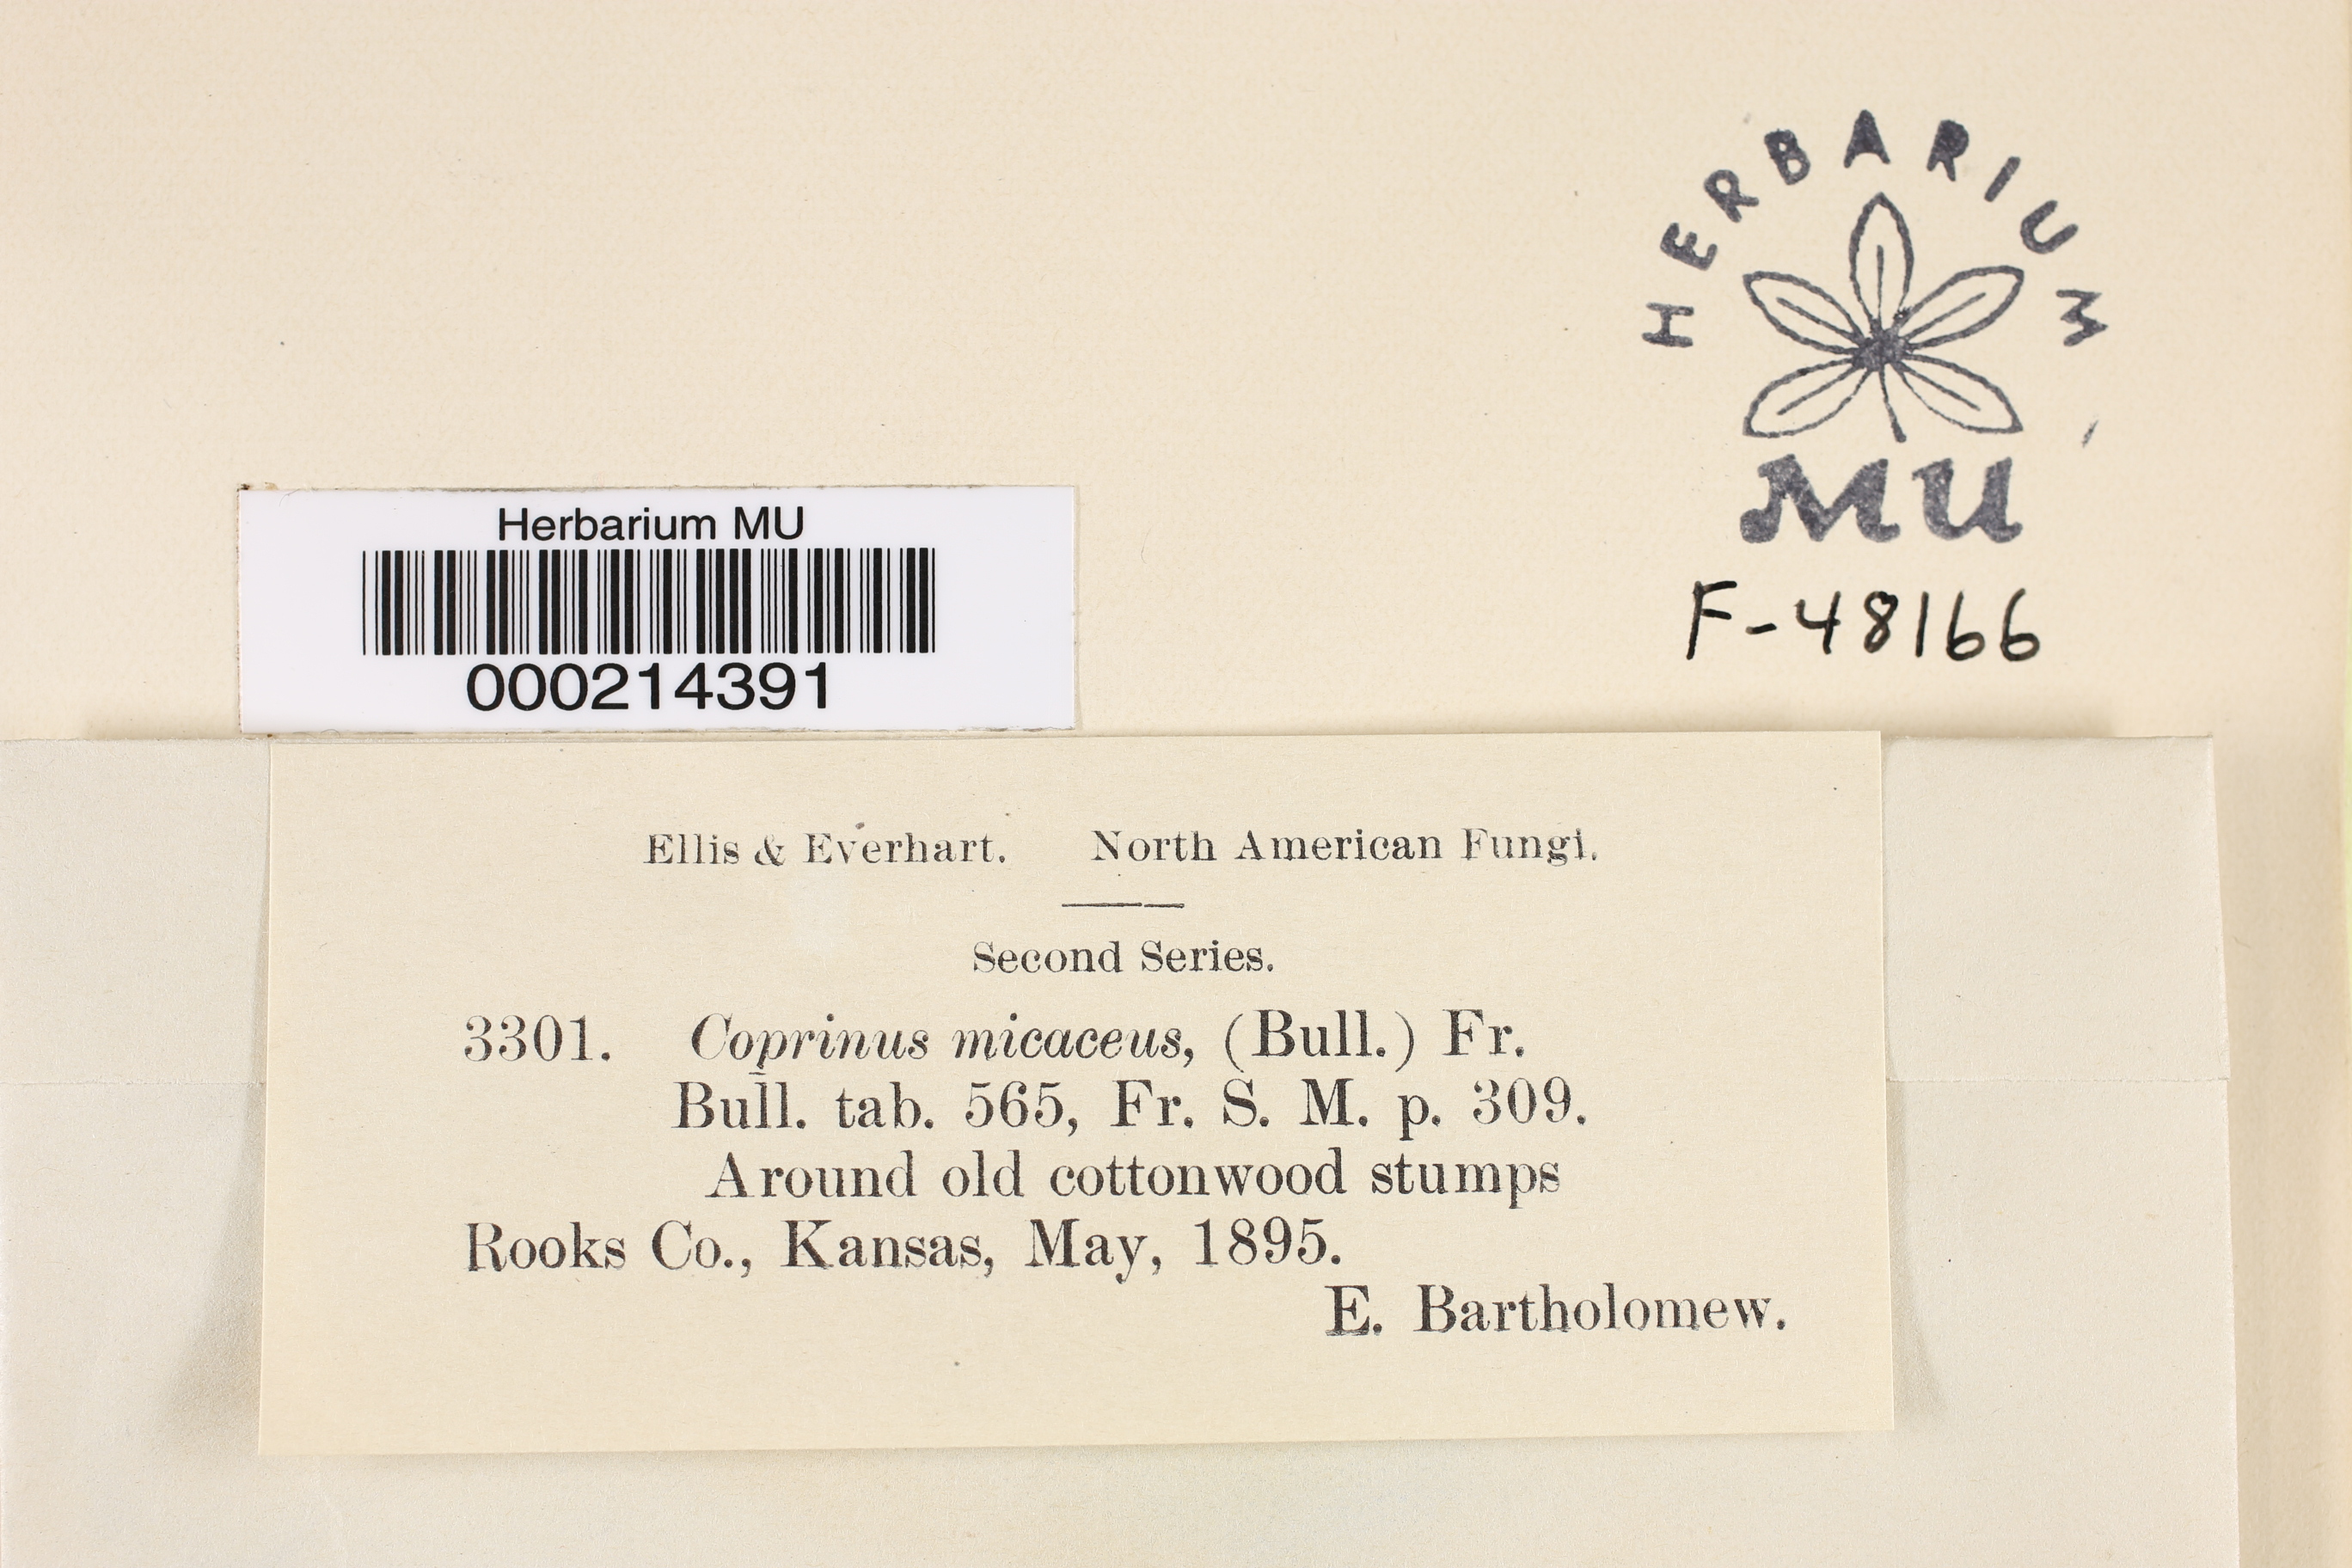 HERBARIUM
MU
F-48166
Herbarium MU
000214391
Ellis & Everhart. North American Fungi.
Second Series.
3301. Coprinus micaceus, (Bull.) Fr.
Bull. tab. 565, Fr. S. M. p. 309.
Around old cottonwood stumps
Rooks Co., Kansas, May, 1895.
E. Bartholomew.